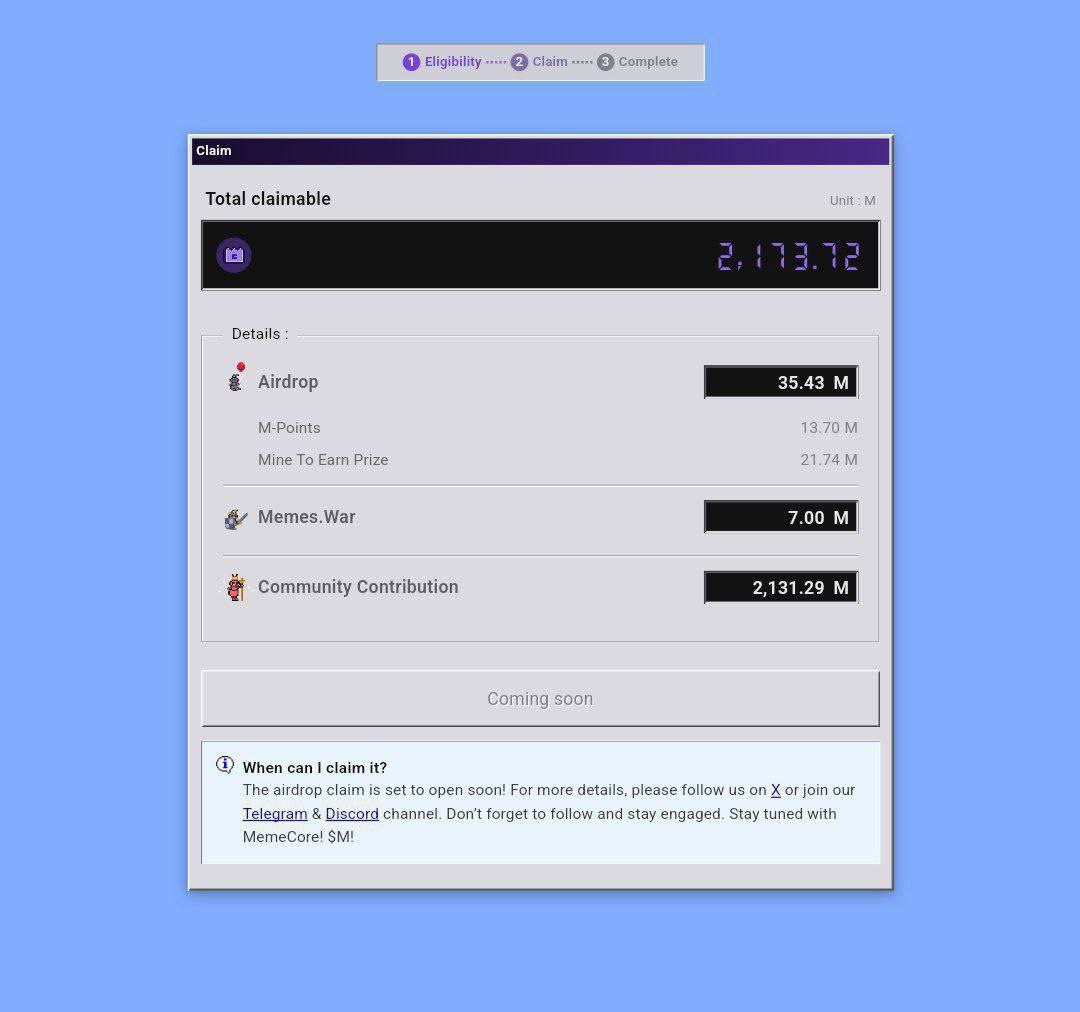 1 Eligibility ····· 2 Claim ····· 3 Complete
Claim
Total claimable Unit : M
2,173.72
Details :
Airdrop 35.43 M
M-Points 13.70 M
Mine To Earn Prize 21.74 M
Memes.War 7.00 M
Community Contribution 2,131.29 M
Coming soon
When can I claim it?
The airdrop claim is set to open soon! For more details, please follow us on X or join our
Telegram & Discord channel. Don’t forget to follow and stay engaged. Stay tuned with
MemeCore! $M!